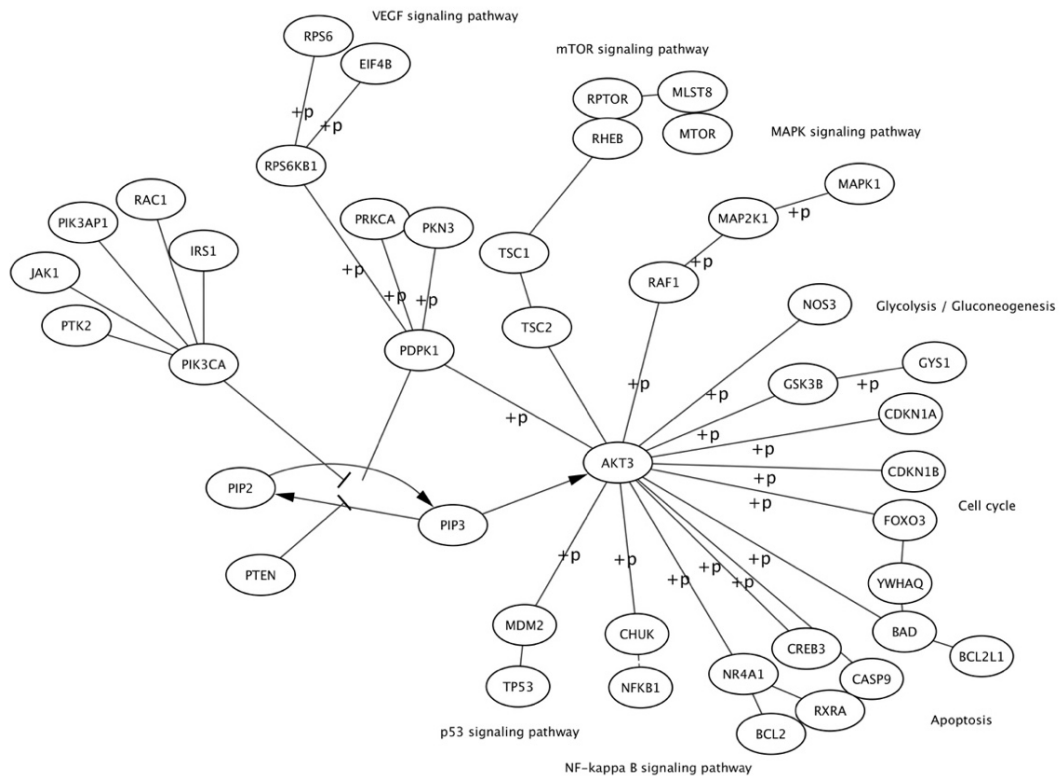 VEGF signaling pathway
RPS6
EIF4B
mTOR signaling pathway
RPTOR
MLST8
RHEB
MTOR
MAPK signaling pathway
+p
+p
RPS6KB1
MAPK1
RAC1
PIK3AP1
PRKCA
PKN3
MAP2K1
+p
IRS1
TSC1
JAK1
+p
+p
RAF1
+p
+p
NOS3
Glycolysis / Gluconeogenesis
PTK2
TSC2
PDPK1
PIK3CA
GYS1
GSK3B
+p
+p
+p
+p
CDKN1A
+p
+p
AKT3
CDKN1B
+p
PIP2
+p
Cell cycle
PIP3
FOXO3
PTEN
+p
+p
+p
+p
+p
+p
YWHAQ
MDM2
CHUK
BAD
CREB3
BCL2L1
NR4A1
CASP9
TP53
NFKB1
RXRA
Apoptosis
BCL2
p53 signaling pathway
NF-kappa B signaling pathway